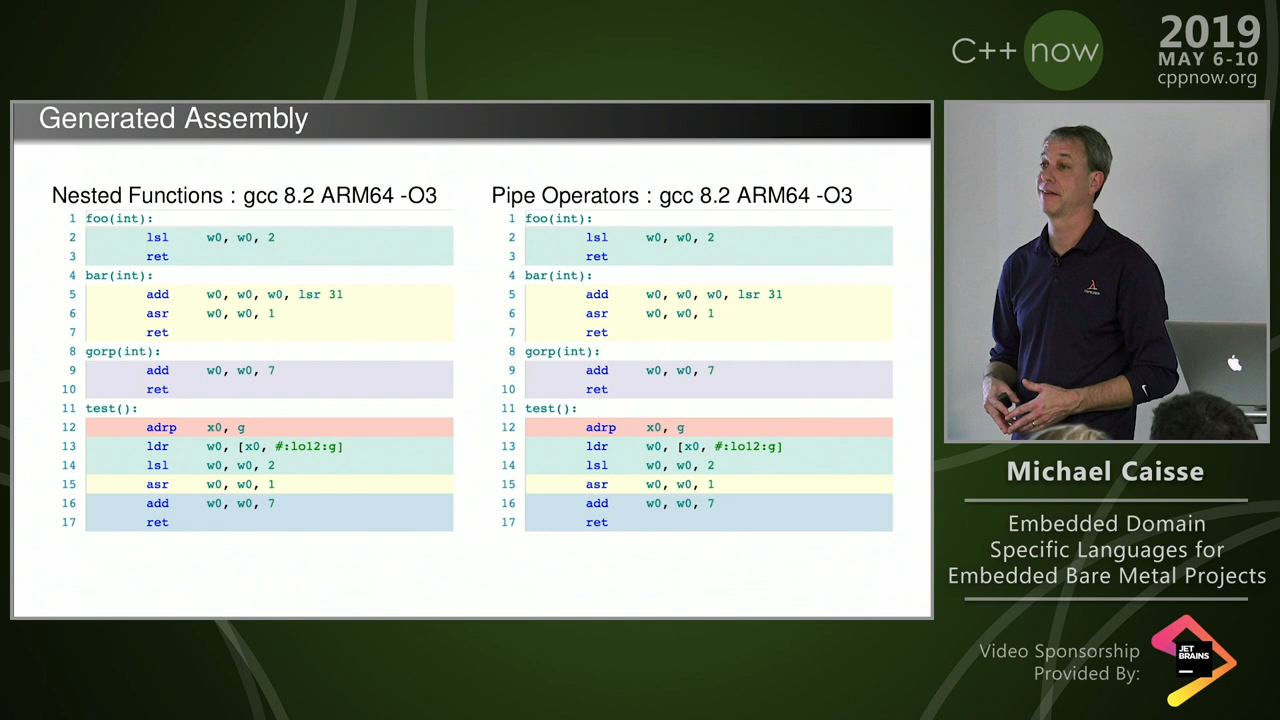 C++ now
2019
MAY 6-10
cppnow.org
Generated Assembly
Nested Functions : gcc 8.2 ARM64 -O3
1 foo(int):
2 lsl w0, w0, 2
3 ret
4 bar(int):
5 add w0, w0, w0, lsr 31
6 asr w0, w0, 1
7 ret
8 gorp(int):
9 add w0, w0, 7
10 ret
11 test():
12 adrp x0, g
13 ldr w0, [x0, #:lo12:g]
14 lsl w0, w0, 2
15 asr w0, w0, 1
16 add w0, w0, 7
17 ret
Pipe Operators : gcc 8.2 ARM64 -O3
1 foo(int):
2 lsl w0, w0, 2
3 ret
4 bar(int):
5 add w0, w0, w0, lsr 31
6 asr w0, w0, 1
7 ret
8 gorp(int):
9 add w0, w0, 7
10 ret
11 test():
12 adrp x0, g
13 ldr w0, [x0, #:lo12:g]
14 lsl w0, w0, 2
15 asr w0, w0, 1
16 add w0, w0, 7
17 ret
Michael Caisse
Embedded Domain
Specific Languages for
Embedded Bare Metal Projects
Video Sponsorship
Provided By:
JET
BRAINS